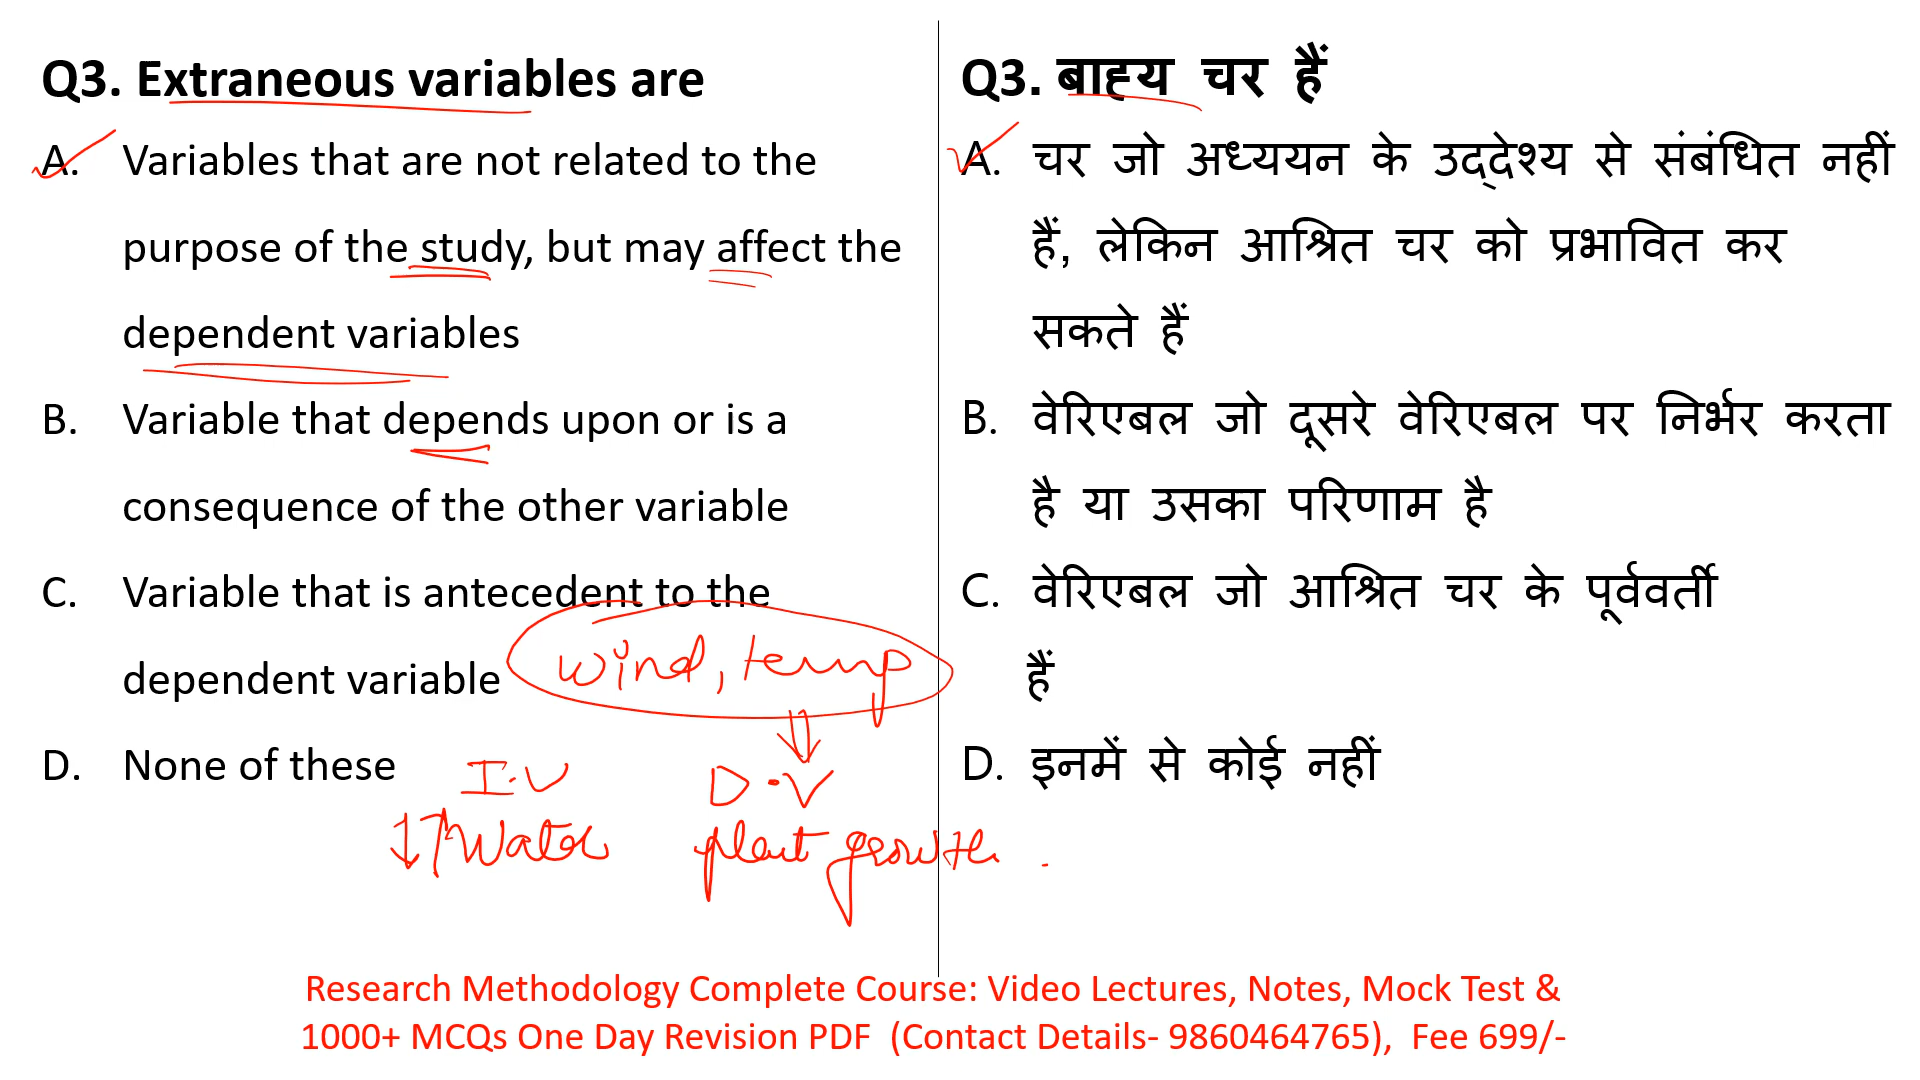 Q3. Extraneous variables are
A. Variables that are not related to the
purpose of the study, but may affect the
dependent variables
B. Variable that depends upon or is a
consequence of the other variable
C. Variable that is antecedent to the
dependent variable
D. None of these
wind, temp
I.V D.V
Water plant growth
Q3. बाह्य चर हैं
A. चर जो अध्ययन के उद्देश्य से संबंधित नहीं
हैं, लेकिन आश्रित चर को प्रभावित कर
सकते हैं
B. वेरिएबल जो दूसरे वेरिएबल पर निर्भर करता
है या उसका परिणाम है
C. वेरिएबल जो आश्रित चर के पूर्ववर्ती
हैं
D. इनमें से कोई नहीं
Research Methodology Complete Course: Video Lectures, Notes, Mock Test &
1000+ MCQs One Day Revision PDF (Contact Details- 9860464765), Fee 699/-